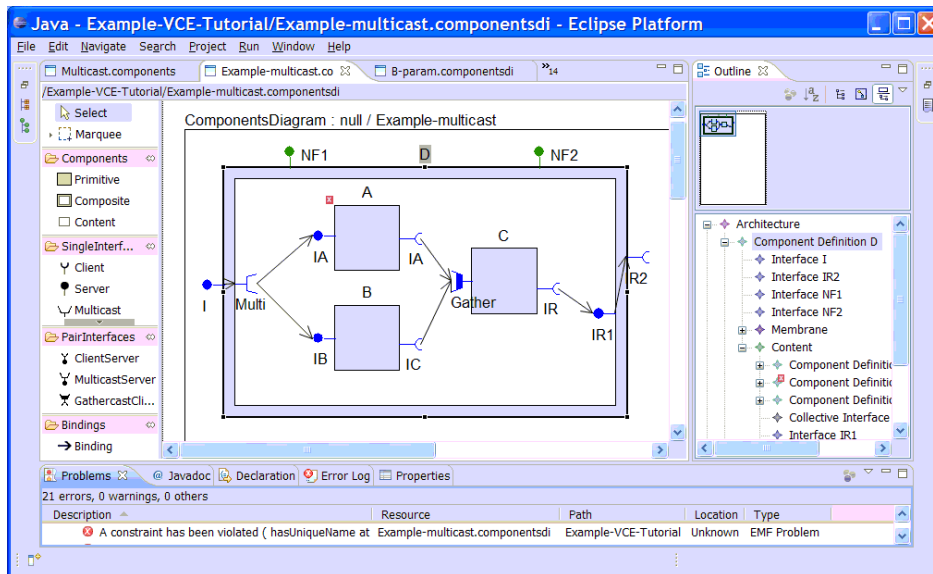 Java - Example-VCE-Tutorial/Example-multicast.componentsdi - Eclipse Platform
File Edit Navigate Search Project Run Window Help
Multicast.components Example-multicast.co B-param.componentsdi »14
/Example-VCE-Tutorial/Example-multicast.componentsdi
Select
Marquee
Components
Primitive
Composite
Content
SingleInterf...
Client
Server
Multicast
PairInterfaces
ClientServer
MulticastServer
GathercastCli...
Bindings
Binding
ComponentsDiagram : null / Example-multicast
NF1 D NF2
A
C
IA IA
B
I Multi Gather IR R2
IR1
IB IC
Outline
Architecture
Component Definition D
Interface I
Interface IR2
Interface NF1
Interface NF2
Membrane
Content
Component Definitic
Component Definitic
Component Definitic
Collective Interface
Interface IR1
Problems @ Javadoc Declaration Error Log Properties
21 errors, 0 warnings, 0 others
Description Resource Path Location Type
A constraint has been violated ( hasUniqueName at Example-multicast.componentsdi Example-VCE-Tutorial Unknown EMF Problem